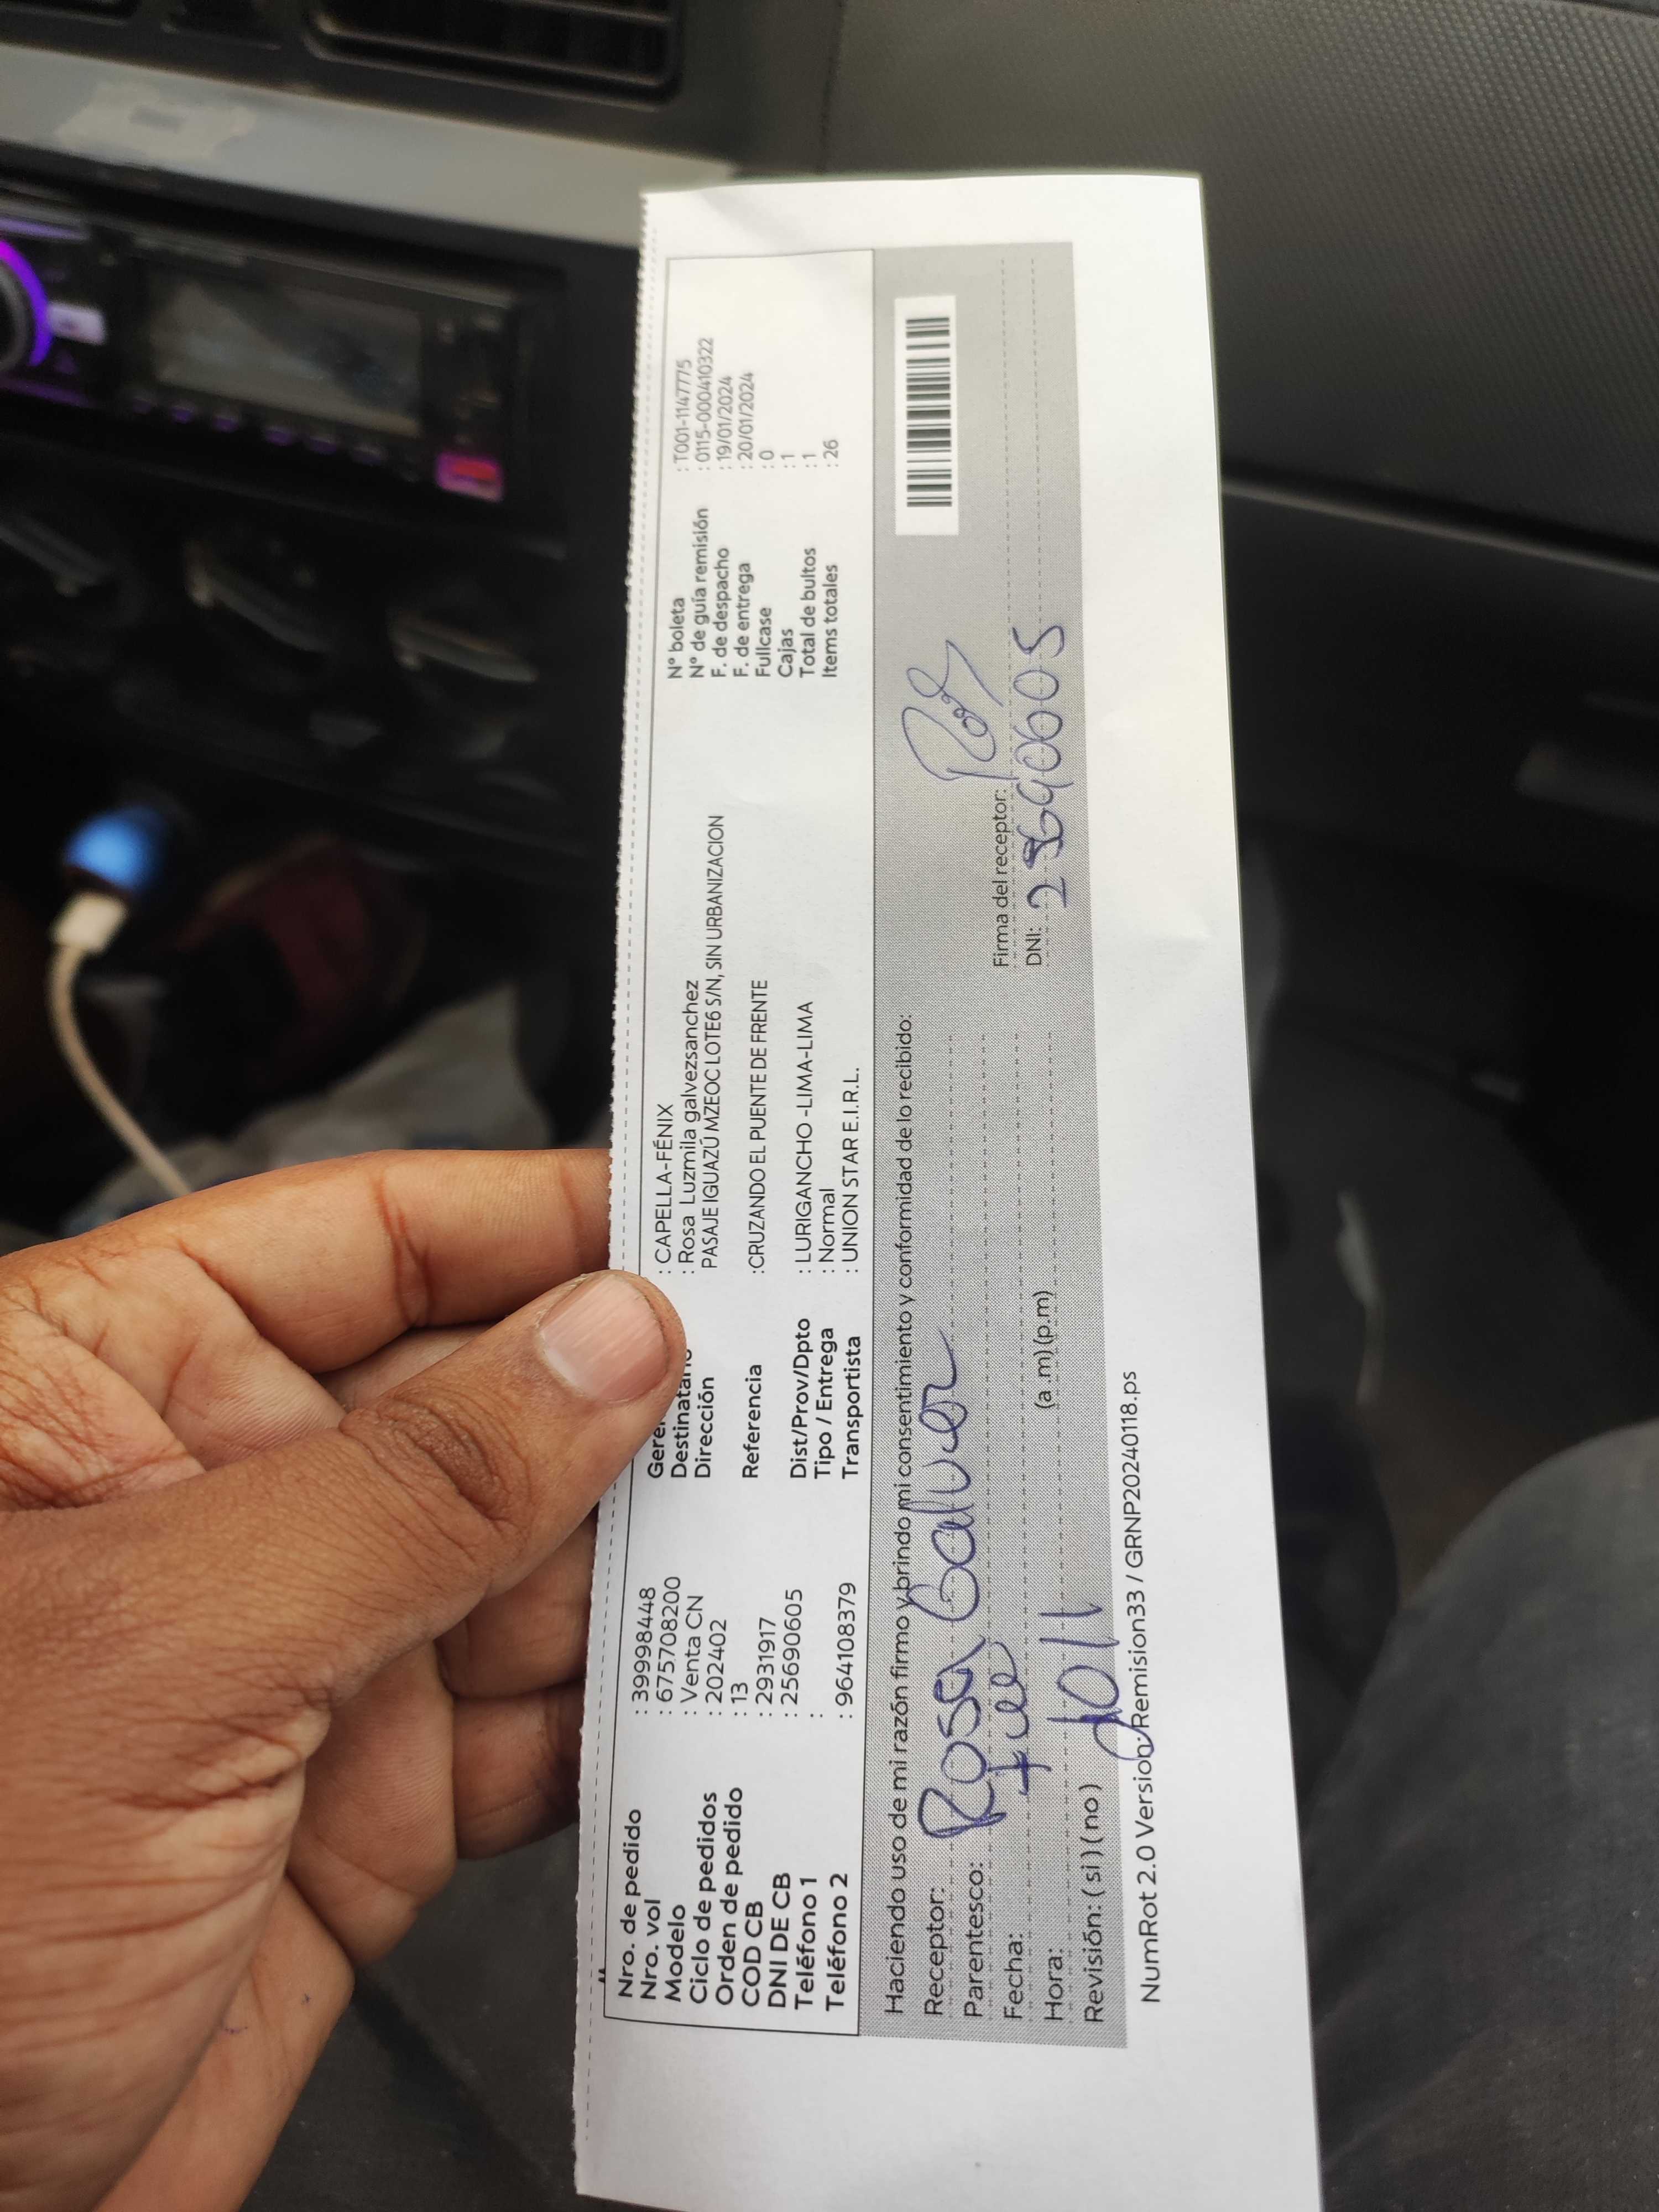 Nro. de pedido : 39998448
Nro. vol : 675708200
Modelo : Venta CN
Ciclo de pedidos : 202402
Orden de pedido : 13
COD CB : 2931917
DNI DE CB : 25690605
Teléfono 1 :
Teléfono 2 : 964108379
: CAPELLA-FÉNIX
Destinatario : Rosa Luzmila galvezsanchez
Dirección PASAJE IGUAZÚ MZEOC LOTE6 S/N, SIN URBANIZACION
Referencia :CRUZANDO EL PUENTE DE FRENTE
Dist/Prov/Dpto : LURIGANCHO -LIMA-LIMA
Tipo / Entrega : Normal
Transportista : UNION STAR E.I.R.L.
N° boleta : T001-1147775
N° de guía remisión : 0115-000410322
F. de despacho : 19/01/2024
F. de entrega : 20/01/2024
Fullcase : 0
Cajas : 1
Total de bultos : 1
Items totales : 26
Haciendo uso de mi razón firmo y brindo mi consentimiento y conformidad de lo recibido:
Receptor: Rosa Galvez
Parentesco:
Fecha:
Hora: (a .m) (p.m)
Revisión: ( si ) ( no )
Firma del receptor:
DNI: 25690605
NumRot 2.0 Version: Remision33 / GRNP20240118.ps